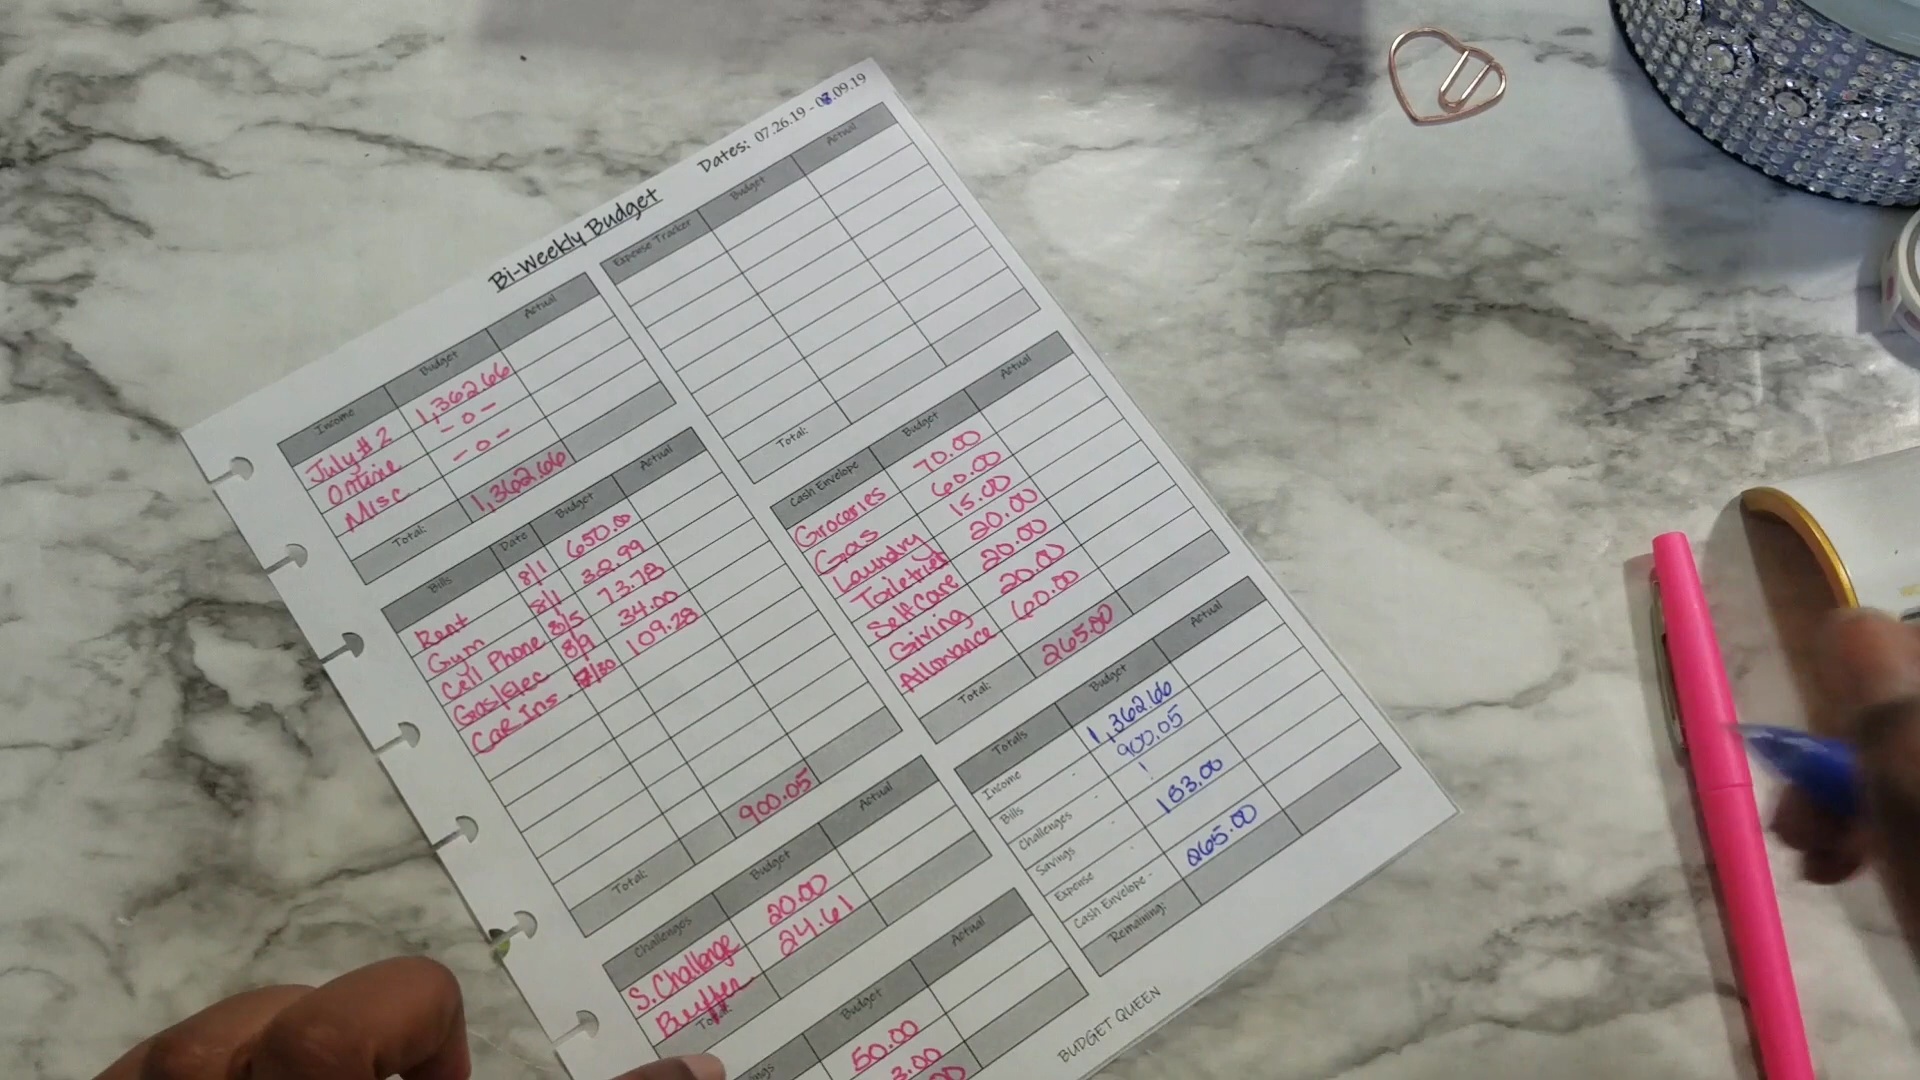 Bi-Weekly Budget
Dates: 07.26.19 - 08.09.19
Income Budget Actual
July #2 1,362.66
Ontime - 0 -
Misc. - 0 -
Total: 1,362.66
Expense Tracker Budget Actual
Total:
Bills Date Budget Actual
Rent 8/1 650.00
Gym 8/1 32.99
Cell Phone 8/5 73.78
Gas/Elec 8/9 34.00
Car Ins. 7/30 109.28
Total: 900.05
Cash Envelope Budget Actual
Groceries 70.00
Gas 60.00
Laundry 15.00
Toiletries 20.00
Self Care 20.00
Giving 20.00
Allowance 60.00
Total: 265.00
Challenges Budget Actual
S. Challenge 20.00
Buffer 24.61
Total:
Budget Actual
50.00
3.00
Totals Budget Actual
Income 1,362.66
Bills 900.05
Challenges
Savings 183.00
Expense
Cash Envelope - 265.00
Remaining:
BUDGET QUEEN